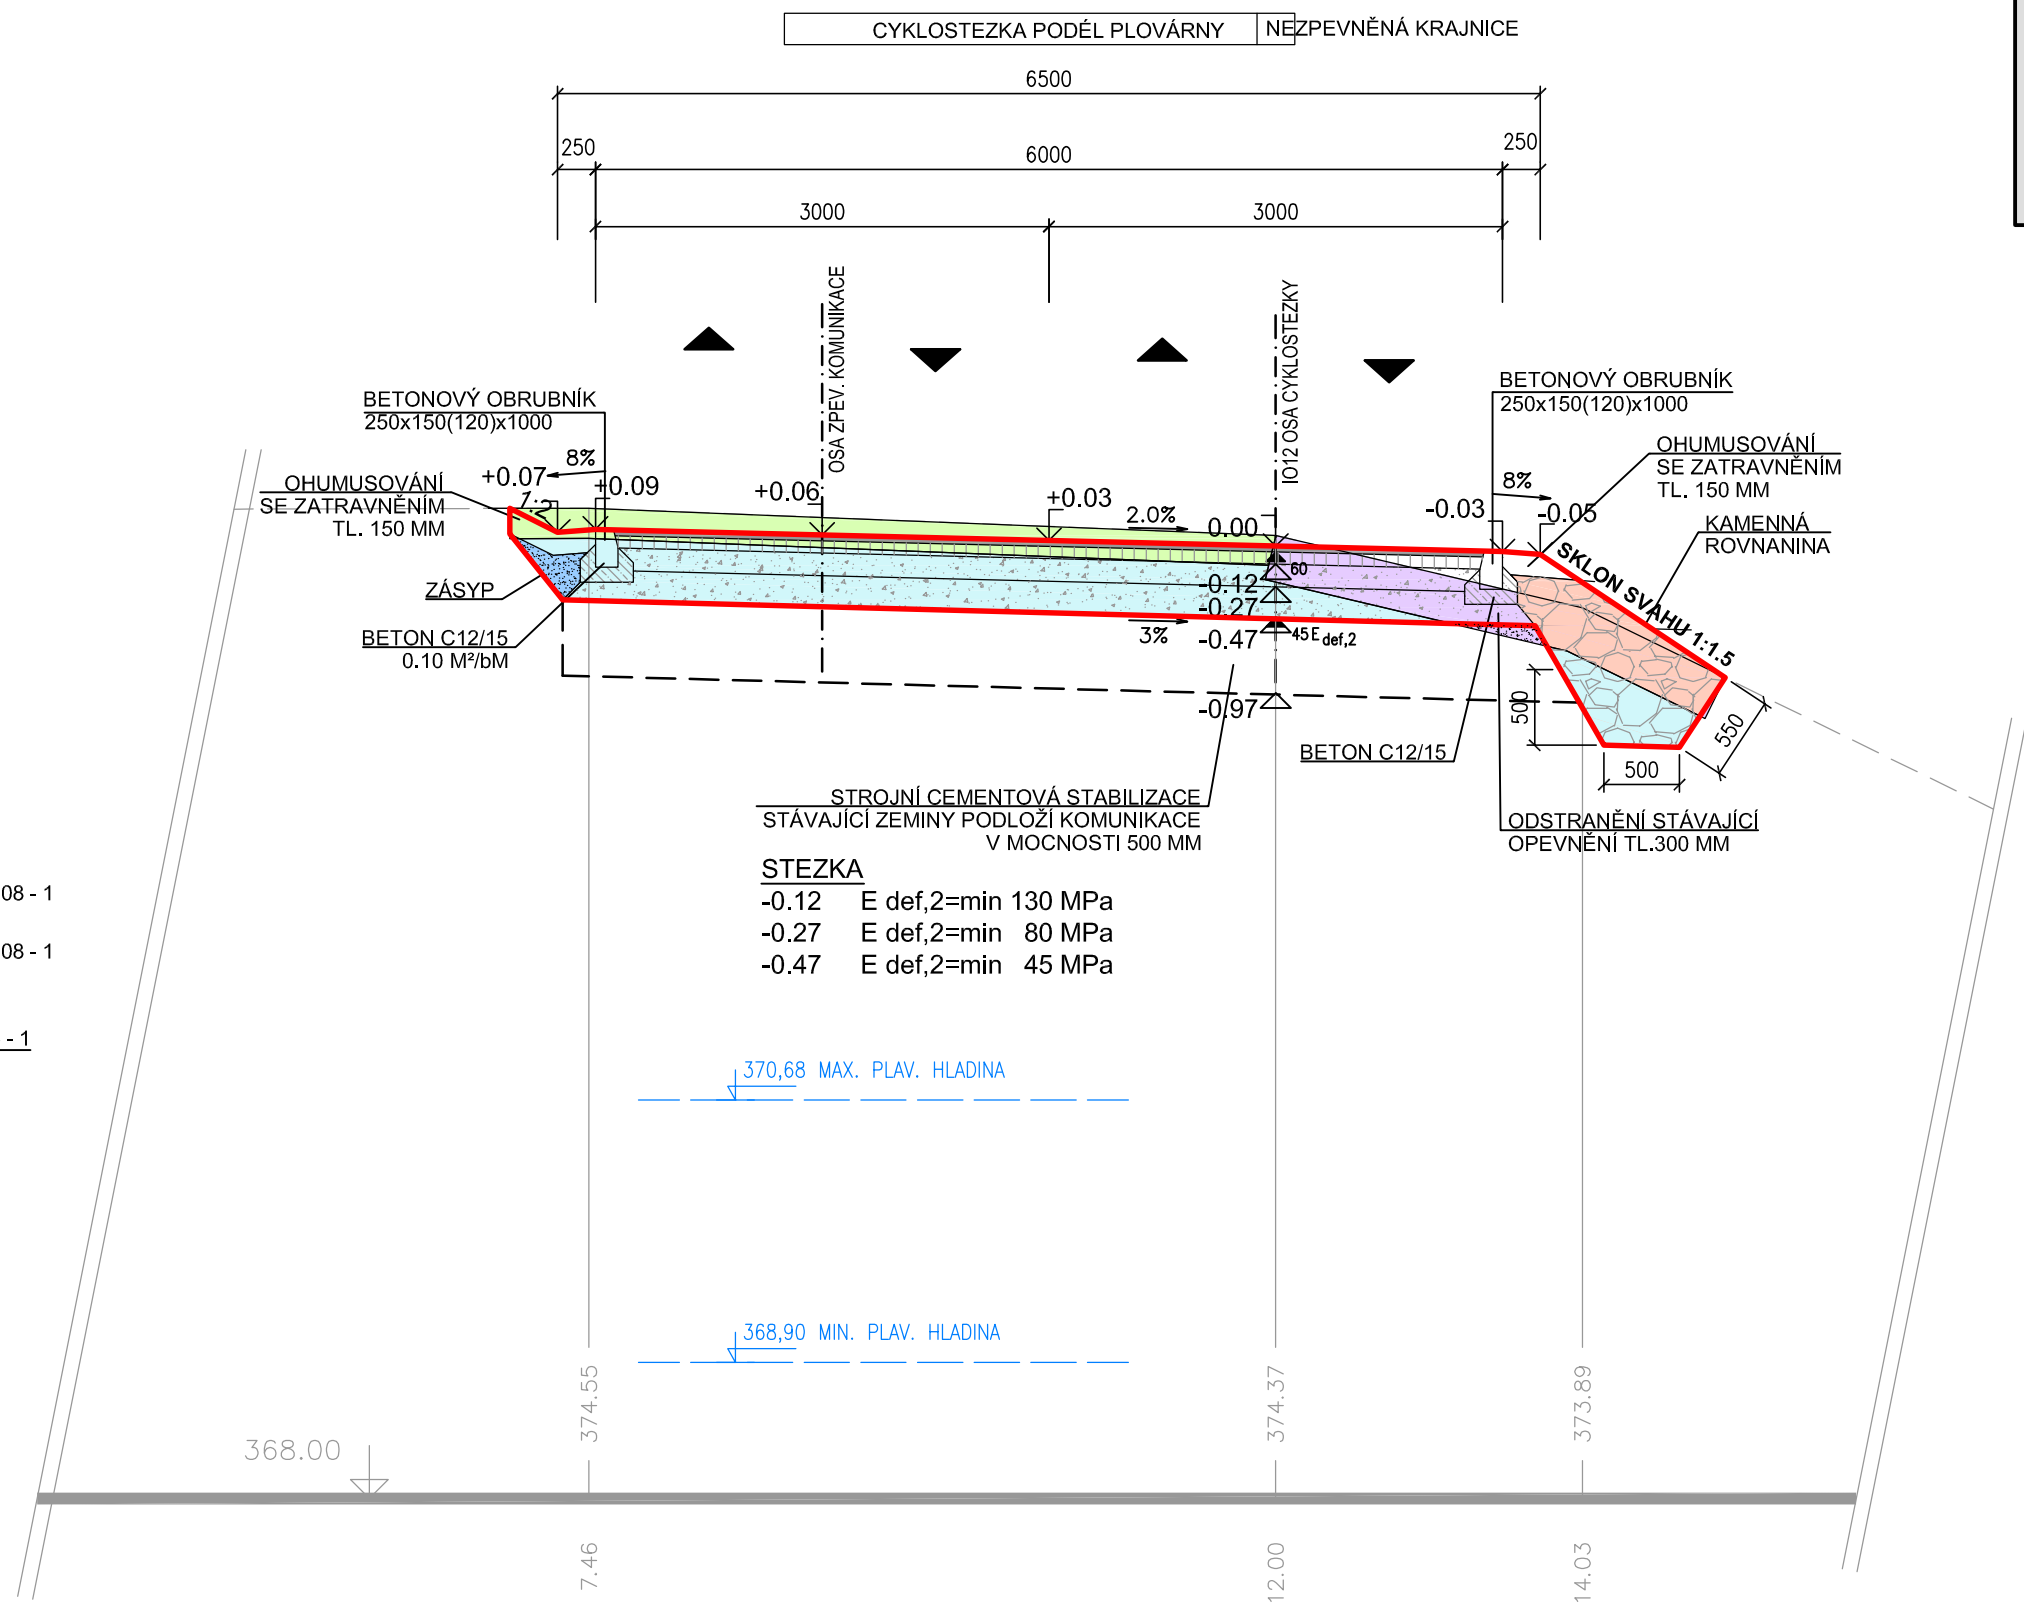 CYKLOSTEZKA PODÉL PLOVÁRNY
NEZPEVNĚNÁ KRAJNICE
6500
250
6000
250
3000
3000
OSA ZPEV. KOMUNIKACE
IO12 OSA CYKLOSTEZKY
BETONOVÝ OBRUBNÍK
250x150(120)x1000
BETONOVÝ OBRUBNÍK
250x150(120)x1000
OHUMUSOVÁNÍ
SE ZATRAVNĚNÍM
TL. 150 MM
OHUMUSOVÁNÍ
SE ZATRAVNĚNÍM
TL. 150 MM
+0.07
8%
+0.09
1:2
+0.06
+0.03
2.0%
0.00
-0.03
8%
-0.05
KAMENNÁ
ROVNANINA
SKLON SVAHU 1:1.5
ZÁSYP
60
-0.12
-0.27
-0.47
45 E def,2
3%
-0.97
BETON C12/15
0.10 M²/bM
BETON C12/15
500
500
550
STROJNÍ CEMENTOVÁ STABILIZACE
STÁVAJÍCÍ ZEMINY PODLOŽÍ KOMUNIKACE
V MOCNOSTI 500 MM
ODSTRANĚNÍ STÁVAJÍCÍ
OPEVNĚNÍ TL.300 MM
STEZKA
-0.12 E def,2=min 130 MPa
-0.27 E def,2=min 80 MPa
-0.47 E def,2=min 45 MPa
08 - 1
08 - 1
- 1
370,68 MAX. PLAV. HLADINA
368,90 MIN. PLAV. HLADINA
374.55
374.37
373.89
368.00
7.46
12.00
14.03